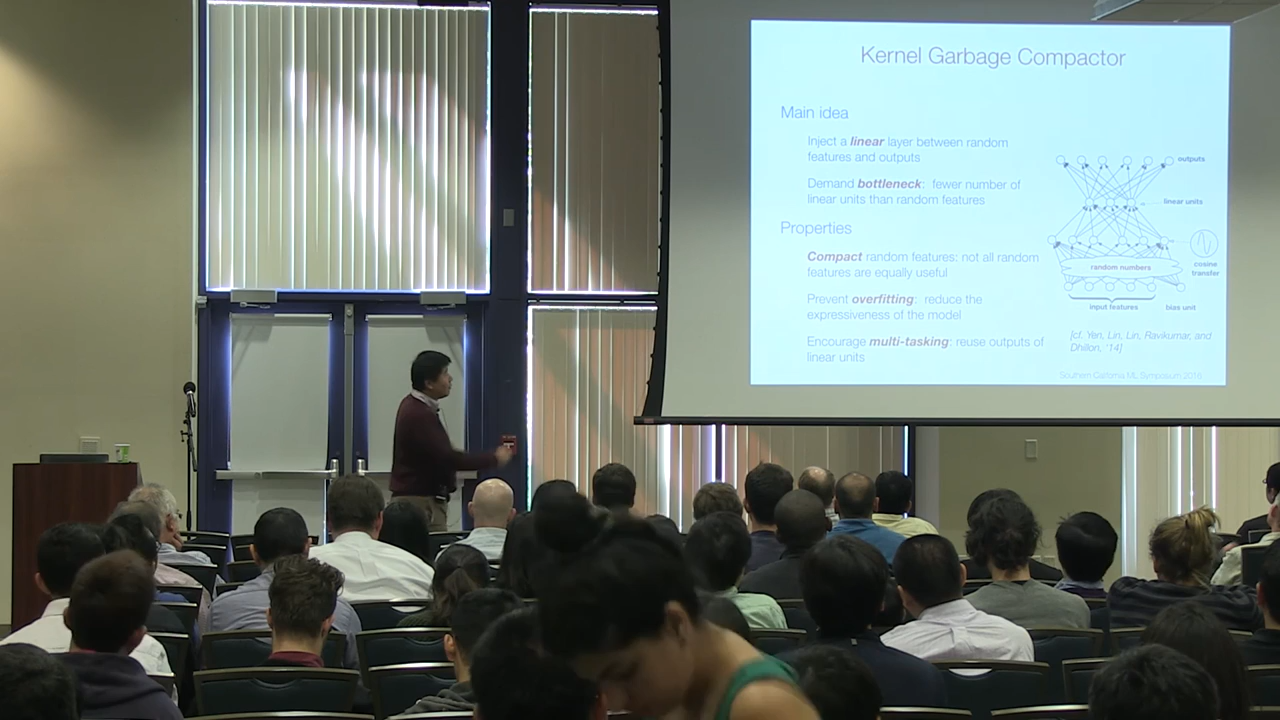 Kernel Garbage Compactor
Main idea
Inject a linear layer between random
features and outputs
Demand bottleneck: fewer number of
linear units than random features
Properties
Compact random features: not all random
features are equally useful
Prevent overfitting: reduce the
expressiveness of the model
Encourage multi-tasking: reuse outputs of
linear units
outputs
linear units
cosine
transfer
random numbers
input features
bias unit
[cf. Yen, Lin, Lin, Ravikumar, and
Dhillon, '14]
Southern California ML Symposium 2016